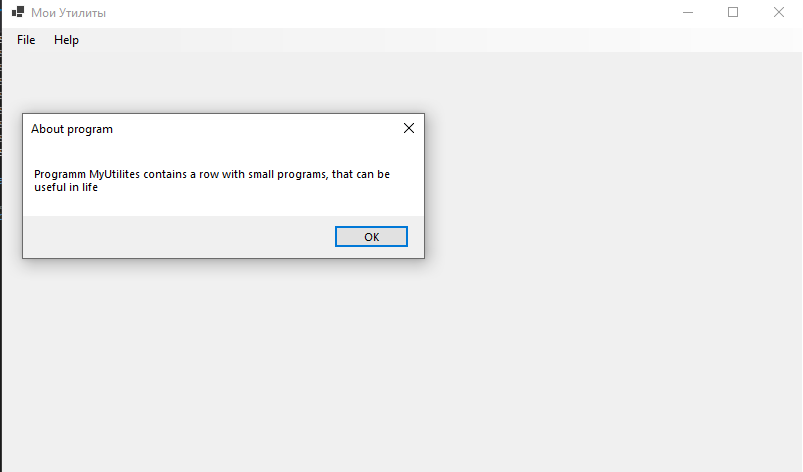 Мои Утилиты
File Help
About program
Programm MyUtilites contains a row with small programs, that can be
useful in life
OK